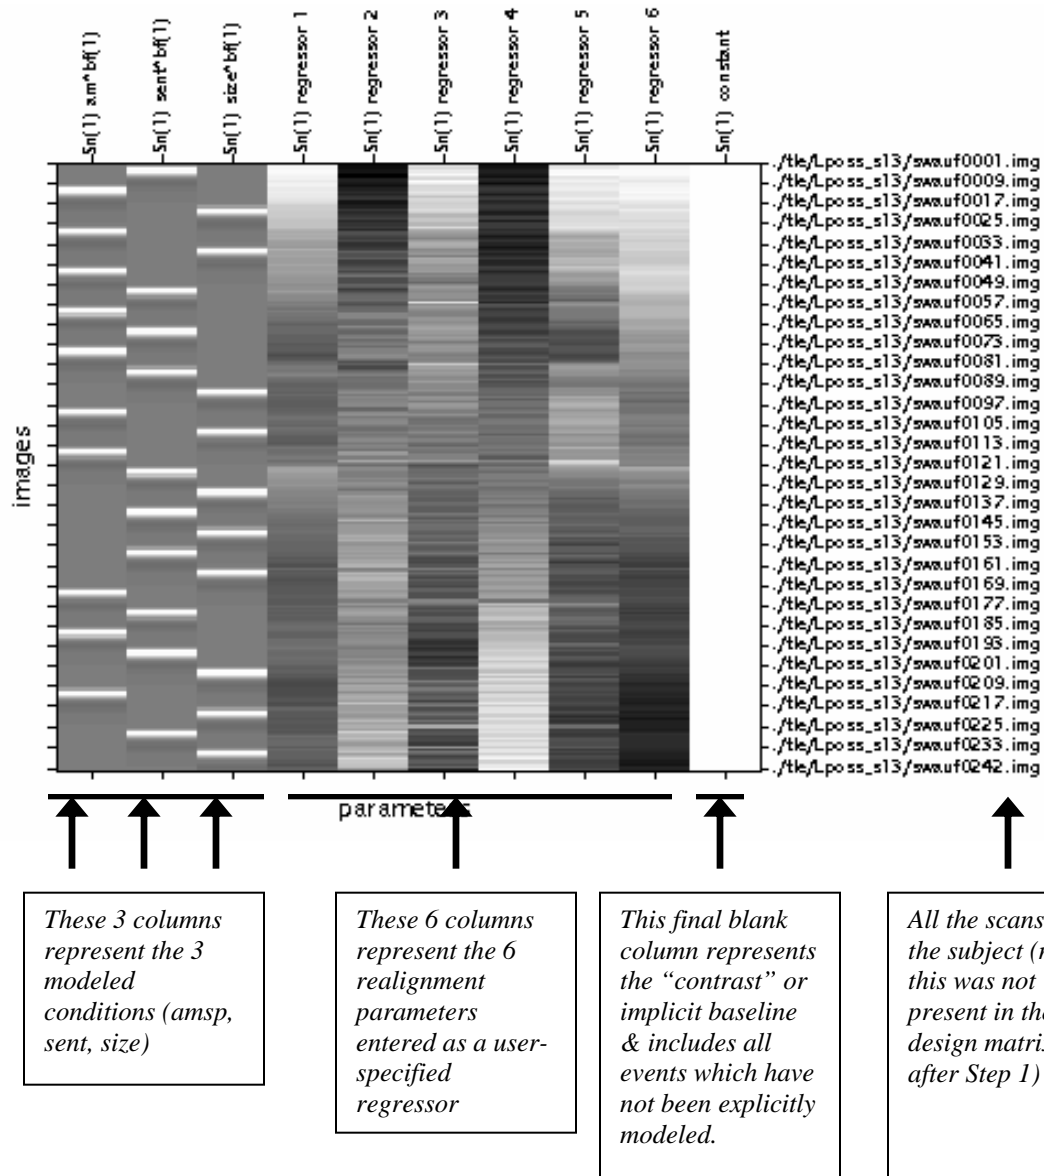 Sn(1) am*bf(1)
Sn(1) sent*bf(1)
Sn(1) size*bf(1)
Sn(1) regressor 1
Sn(1) regressor 2
Sn(1) regressor 3
Sn(1) regressor 4
Sn(1) regressor 5
Sn(1) regressor 6
Sn(1) constant
images
./tle/Lposs_s13/swauf0001.img
./tle/Lposs_s13/swauf0009.img
./tle/Lposs_s13/swauf0017.img
./tle/Lposs_s13/swauf0025.img
./tle/Lposs_s13/swauf0033.img
./tle/Lposs_s13/swauf0041.img
./tle/Lposs_s13/swauf0049.img
./tle/Lposs_s13/swauf0057.img
./tle/Lposs_s13/swauf0065.img
./tle/Lposs_s13/swauf0073.img
./tle/Lposs_s13/swauf0081.img
./tle/Lposs_s13/swauf0089.img
./tle/Lposs_s13/swauf0097.img
./tle/Lposs_s13/swauf0105.img
./tle/Lposs_s13/swauf0113.img
./tle/Lposs_s13/swauf0121.img
./tle/Lposs_s13/swauf0129.img
./tle/Lposs_s13/swauf0137.img
./tle/Lposs_s13/swauf0145.img
./tle/Lposs_s13/swauf0153.img
./tle/Lposs_s13/swauf0161.img
./tle/Lposs_s13/swauf0169.img
./tle/Lposs_s13/swauf0177.img
./tle/Lposs_s13/swauf0185.img
./tle/Lposs_s13/swauf0193.img
./tle/Lposs_s13/swauf0201.img
./tle/Lposs_s13/swauf0209.img
./tle/Lposs_s13/swauf0217.img
./tle/Lposs_s13/swauf0225.img
./tle/Lposs_s13/swauf0233.img
./tle/Lposs_s13/swauf0242.img
parameters
These 3 columns
represent the 3
modeled
conditions (amsp,
sent, size)
These 6 columns
represent the 6
realignment
parameters
entered as a user-
specified
regressor
This final blank
column represents
the “contrast” or
implicit baseline
& includes all
events which have
not been explicitly
modeled.
All the scans
the subject
this was not
present in
design
after Step 1)